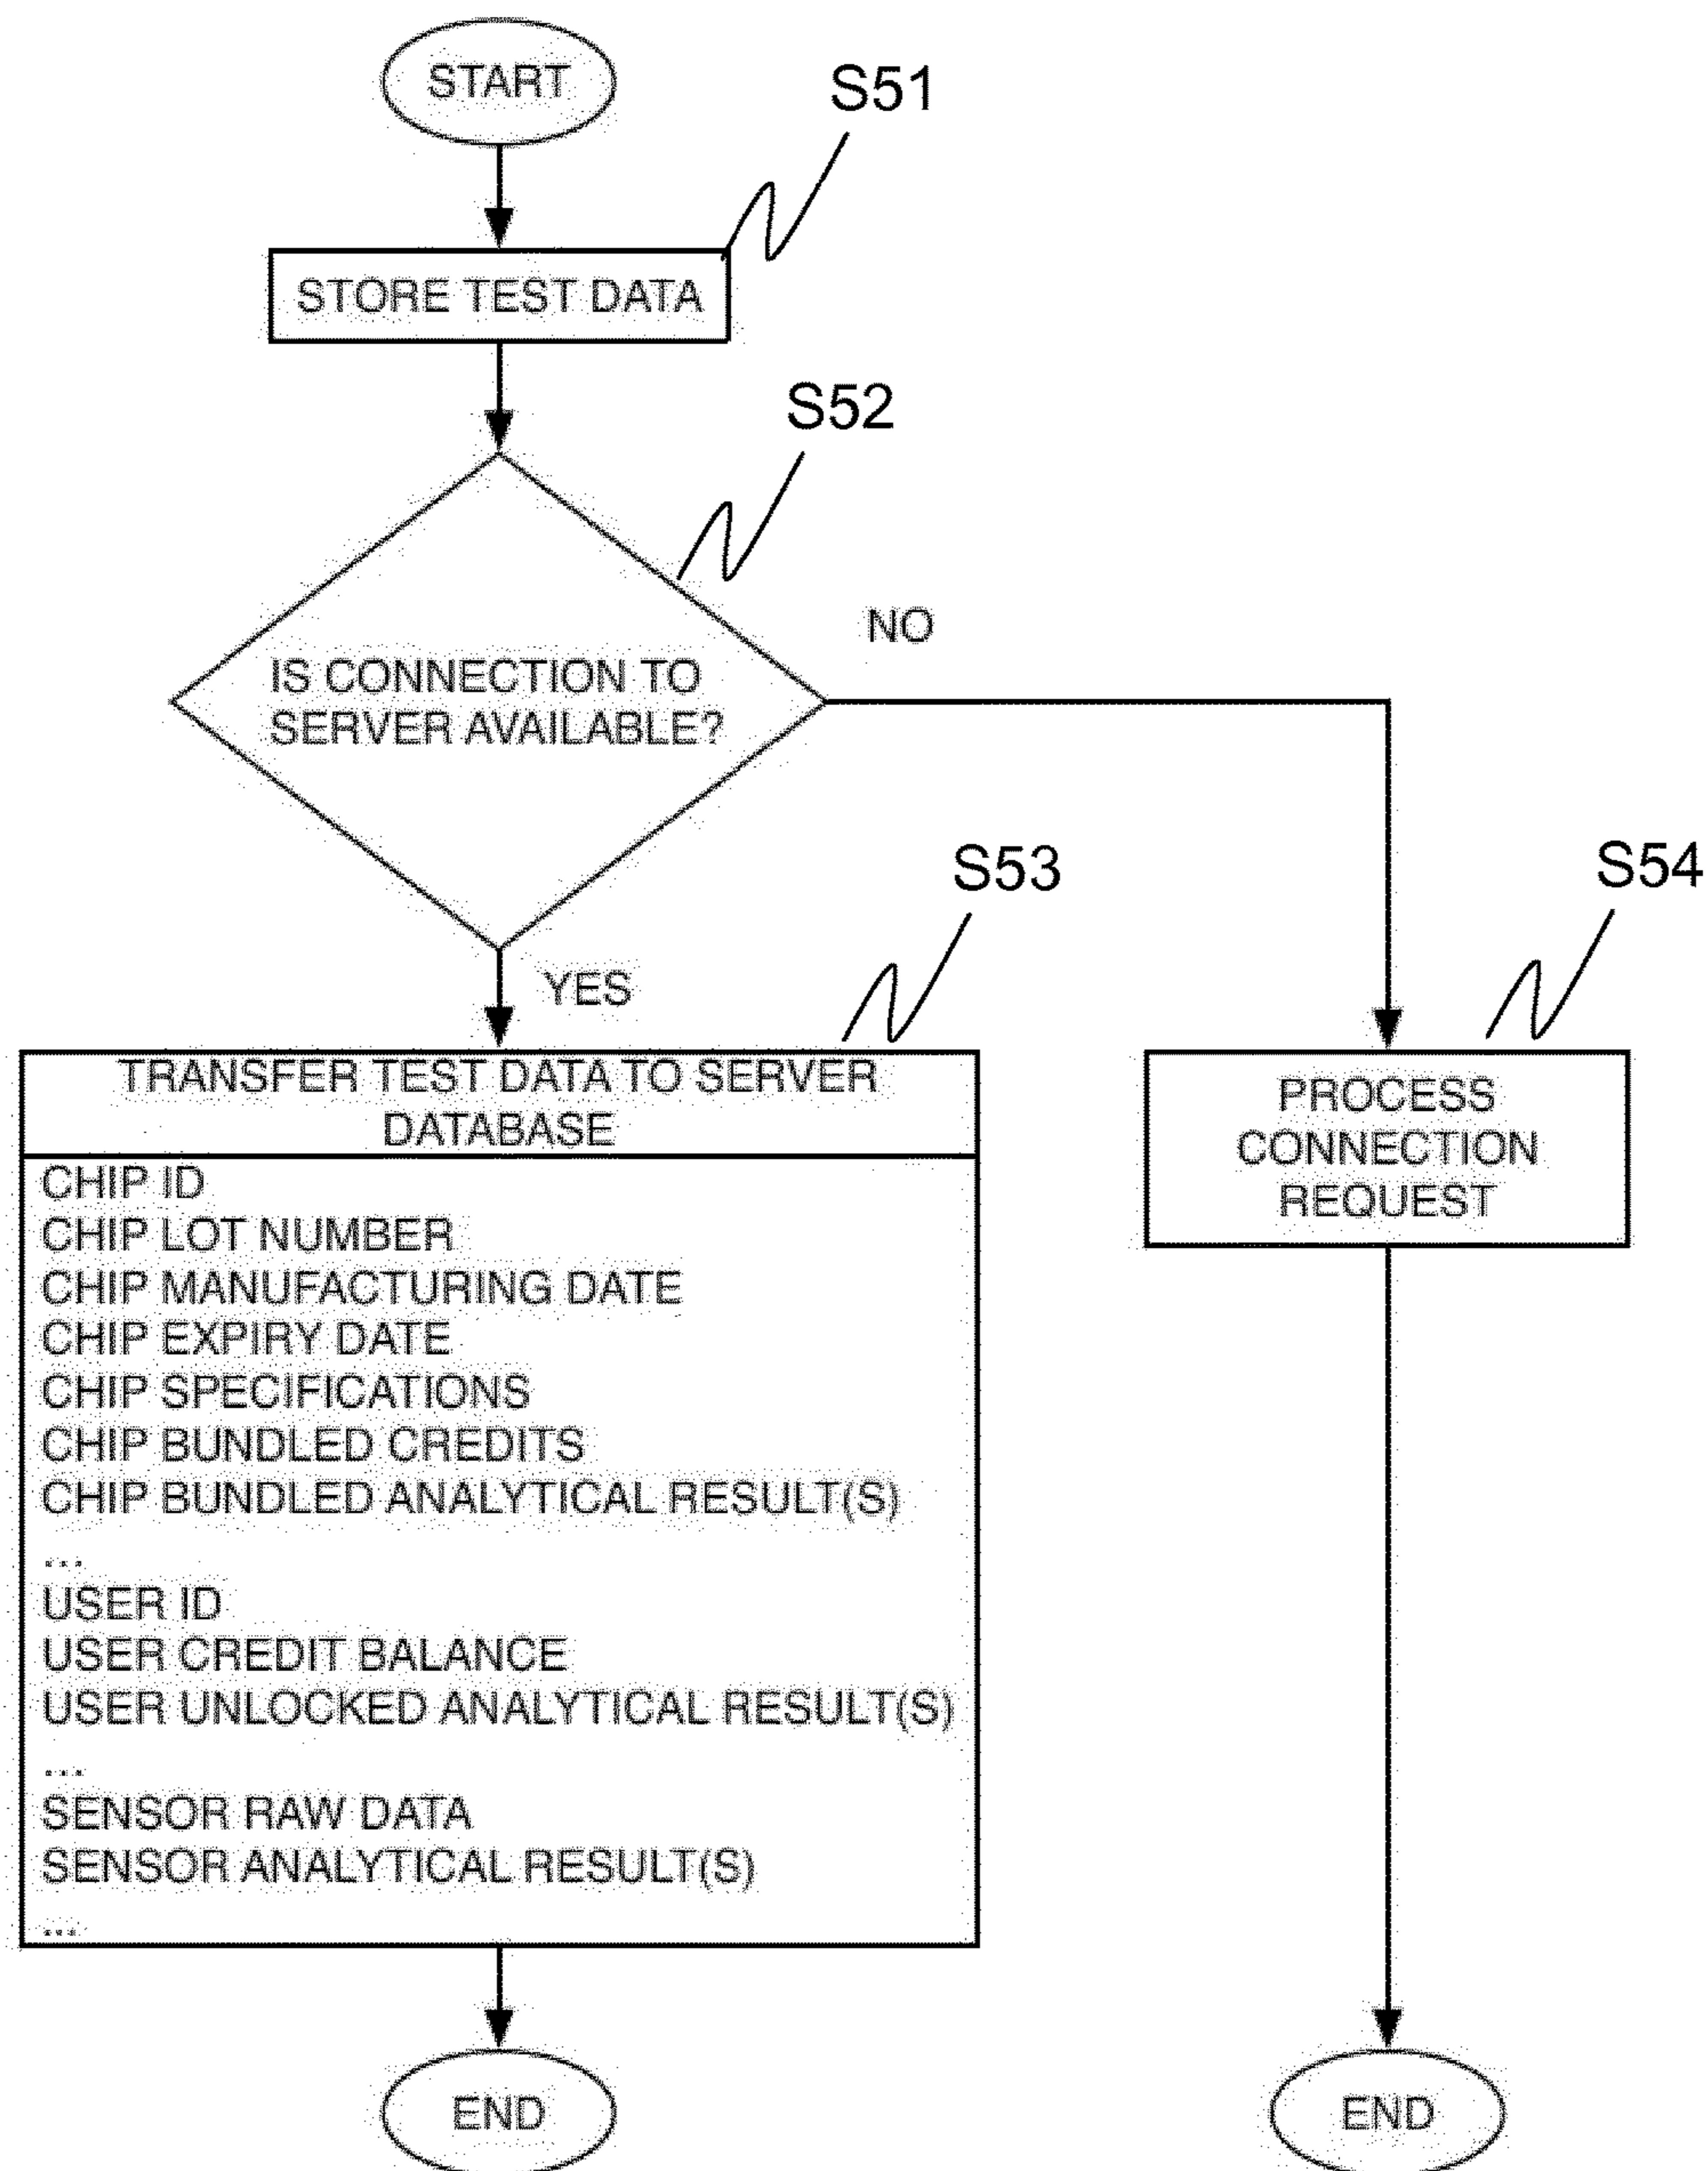 START
S51
STORE TEST DATA
S52
NO
IS CONNECTION TO
SERVER AVAILABLE?
S53
S54
YES
TRANSFER TEST DATA TO SERVER
DATABASE
PROCESS
CONNECTION
REQUEST
CHIP ID
CHIP LOT NUMBER
CHIP MANUFACTURING DATE
CHIP EXPIRY DATE
CHIP SPECIFICATIONS
CHIP BUNDLED CREDITS
CHIP BUNDLED ANALYTICAL RESULT(S)
...
USER ID
USER CREDIT BALANCE
USER UNLOCKED ANALYTICAL RESULT(S)
...
SENSOR RAW DATA
SENSOR ANALYTICAL RESULT(S)
...
END
END